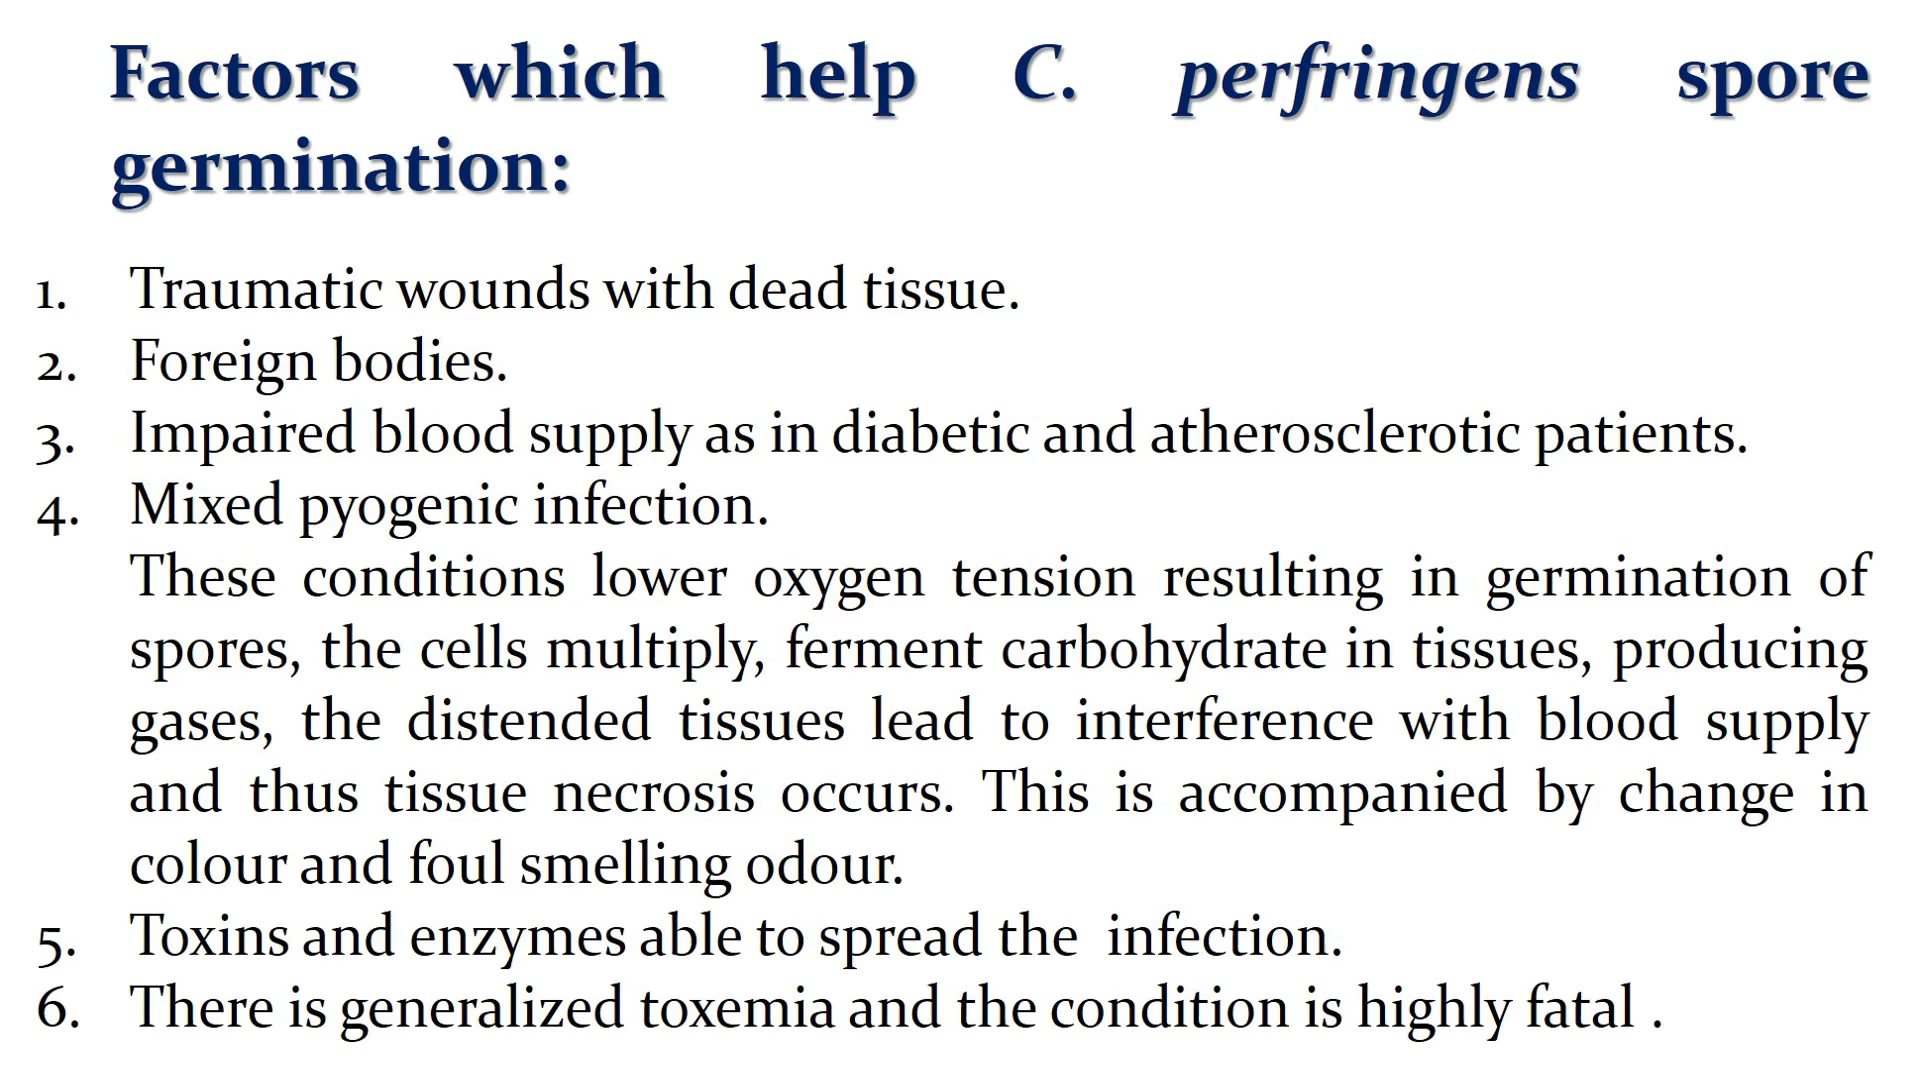 Factors which help C. perfringens spore
germination:
1. Traumatic wounds with dead tissue.
2. Foreign bodies.
3. Impaired blood supply as in diabetic and atherosclerotic patients.
4. Mixed pyogenic infection.
These conditions lower oxygen tension resulting in germination of
spores, the cells multiply, ferment carbohydrate in tissues, producing
gases, the distended tissues lead to interference with blood supply
and thus tissue necrosis occurs. This is accompanied by change in
colour and foul smelling odour.
5. Toxins and enzymes able to spread the  infection.
6. There is generalized toxemia and the condition is highly fatal .